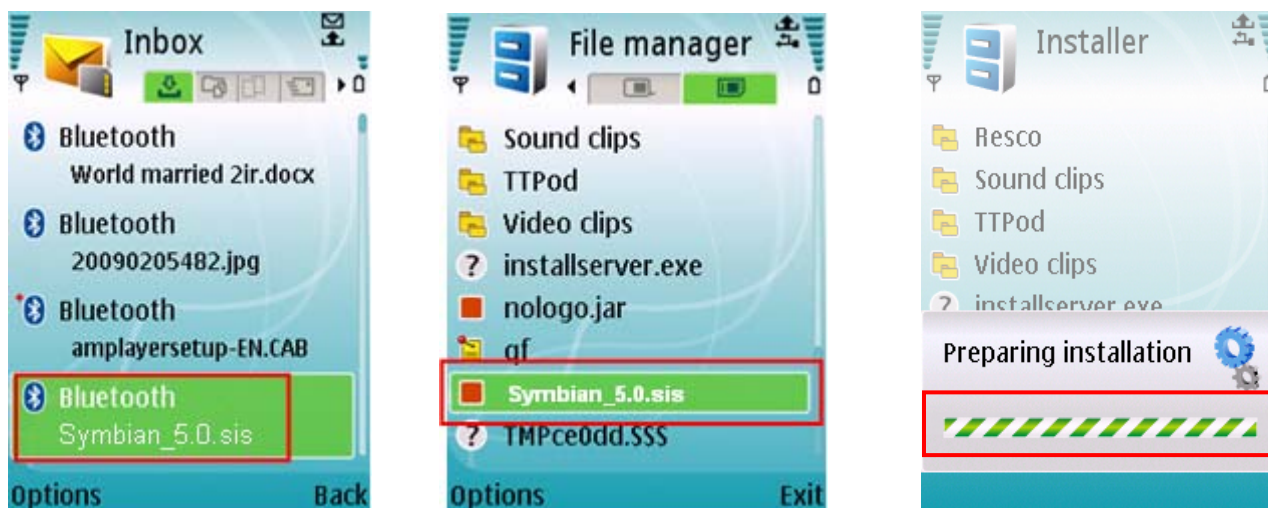 Inbox
Bluetooth
World married 2ir.docx
Bluetooth
20090205482.jpg
Bluetooth
amplayersetup-EN.CAB
Bluetooth
Symbian_5.0.sis
Options Back
File manager
Sound clips
TTPod
Video clips
installserver.exe
nologo.jar
qf
Symbian_5.0.sis
TMPce0dd.SSS
Options Exit
Installer
Resco
Sound clips
TTPod
Video clips
installserver.exe
Preparing installation